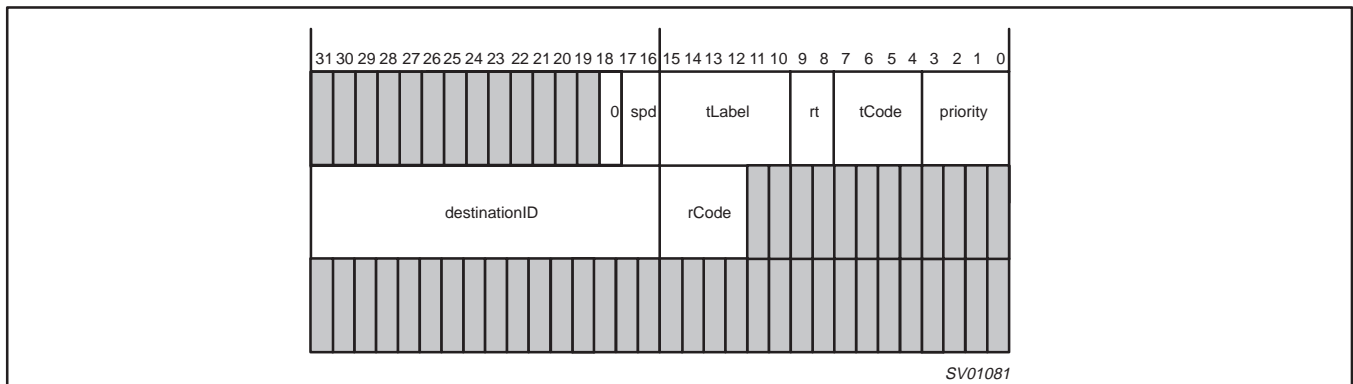 31 30 29 28 27 26 25 24 23 22 21 20 19 18 17 16 15 14 13 12 11 10 9 8 7 6 5 4 3 2 1 0
0 spd tLabel rt tCode priority
destinationID rCode
SV01081